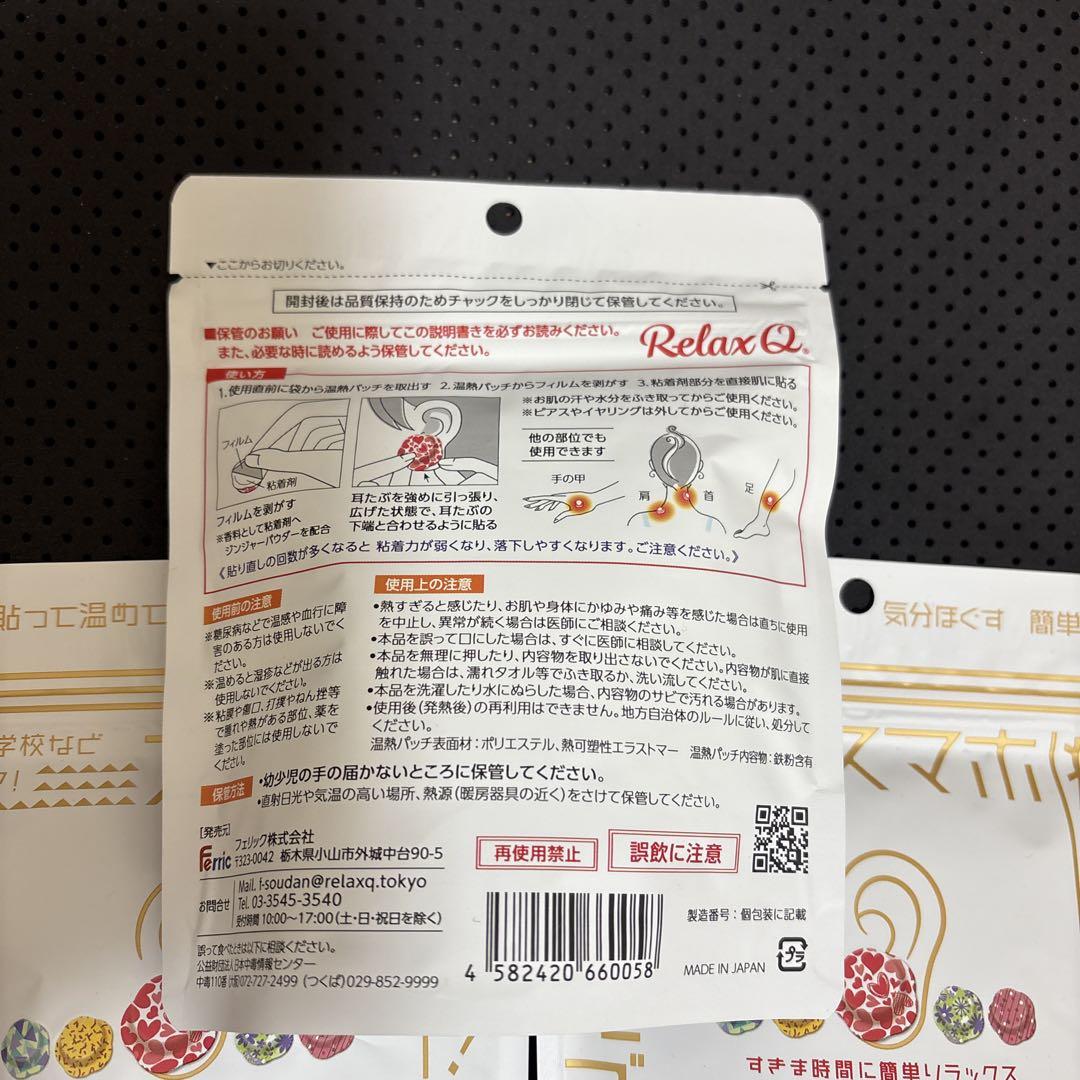 ▼ここからお切りください。
開封後は品質保持のためチャックをしっかり閉じて保管してください。
■保管のお願い ご使用に際してこの説明書きを必ずお読みください。
また、必要な時に読めるよう保管してください。
Relax Q®
使い方
1.使用直前に袋から温熱パッチを取出す 2.温熱パッチからフィルムを剥がす 3.粘着剤部分を直接肌に貼る
※お肌の汗や水分をふき取ってからご使用ください。
※ピアスやイヤリングは外してからご使用ください。
フィルム
粘着剤
フィルムを剥がす
※香料として粘着剤へ
ジンジャーパウダーを配合
耳たぶを強めに引っ張り、
広げた状態で、耳たぶの
下端と合わせるように貼る
他の部位でも
使用できます
手の甲
肩
首
足
《貼り直しの回数が多くなると 粘着力が弱くなり、落下しやすくなります。ご注意ください。》
使用前の注意
※糖尿病などで温感や血行に障
害のある方は使用しないでく
ださい。
※温めると湿疹などが出る方は
使用しないでください。
※粘膜や傷口、打撲やねん挫等
で腫れや熱がある部位、薬を
塗った部位には使用しないで
ください。
使用上の注意
•熱すぎると感じたり、お肌や身体にかゆみや痛み等を感じた場合は直ちに使用
を中止し、異常が続く場合は医師にご相談ください。
•本品を誤って口にした場合は、すぐに医師に相談してください。
•本品を無理に押したり、内容物を取り出さないでください。内容物が肌に直接
触れた場合は、濡れタオル等でふき取るか、洗い流してください。
•本品を洗濯したり水にぬらした場合、内容物のサビで汚れる場合があります。
•使用後(発熱後)の再利用はできません。地方自治体のルールに従い、処分して
ください。
温熱パッチ表面材:ポリエステル、熱可塑性エラストマー 温熱パッチ内容物:鉄粉含有
保管方法
•幼少児の手の届かないところに保管してください。
•直射日光や気温の高い場所、熱源(暖房器具の近く)をさけて保管してください。
[発売元]
Ferric
フェリック株式会社
〒323-0042 栃木県小山市外城中台90-5
お問合せ
Mail. f-soudan@relaxq.tokyo
Tel. 03-3545-3540
受付時間 10:00～17:00(土・日・祝日を除く)
誤って食べたときは以下に相談ください。
公益財団法人日本中毒情報センター
中毒110番 (大阪)072-727-2499 (つくば)029-852-9999
再使用禁止
誤飲に注意
4 582420 660058
製造番号:個包装に記載
MADE IN JAPAN
プラ
貼って温めて
学校など
気分ほぐす 簡単
スマホ
すきま時間に簡単リラックス